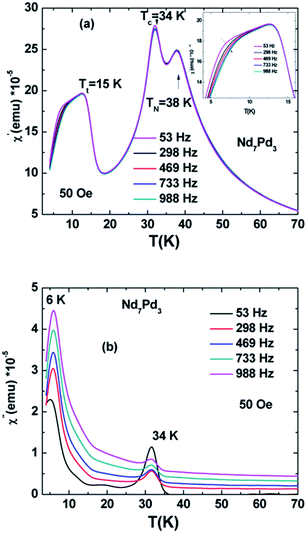 (a)
T_c=34 K
T_t=15 K
T_N=38 K
Nd7Pd3
50 Oe
53 Hz
298 Hz
469 Hz
733 Hz
988 Hz
χ'(emu) *10^-5
30
25
20
15
10
5
10 20 30 40 50 60 70
T(K)
18
16
53 Hz
298 Hz
469 Hz
733 Hz
988 Hz
5 10 15
T(K)
Nd7Pd3
6 K
(b)
53 Hz
298 Hz
469 Hz
733 Hz
988 Hz
50 Oe
34 K
χ"(emu) *10^-5
5
4
3
2
1
0
10 20 30 40 50 60 70
T(K)